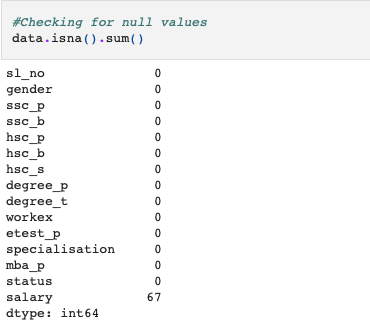 #Checking for null values
data.isna().sum()
sl_no 0
gender 0
ssc_p 0
ssc_b 0
hsc_p 0
hsc_b 0
hsc_s 0
degree_p 0
degree_t 0
workex 0
etest_p 0
specialisation 0
mba_p 0
status 0
salary 67
dtype: int64